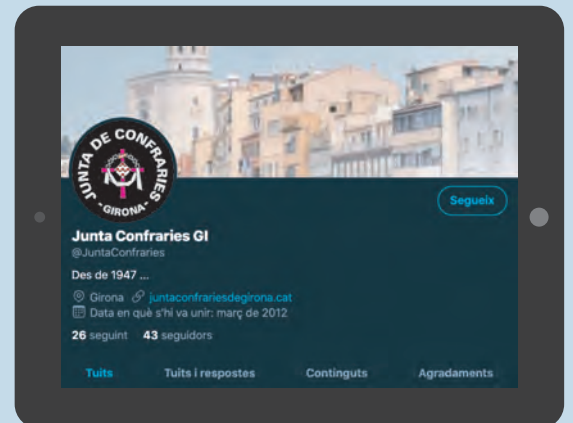 JUNTA DE CONFRARIES
- GIRONA -
Segueix
Junta Confraries GI
@JuntaConfraries
Des de 1947 ...
Girona juntaconfrariesdegirona.cat
Data en què s'hi va unir: març de 2012
26 seguint 43 seguidors
Tuits Tuits i respostes Continguts Agradaments